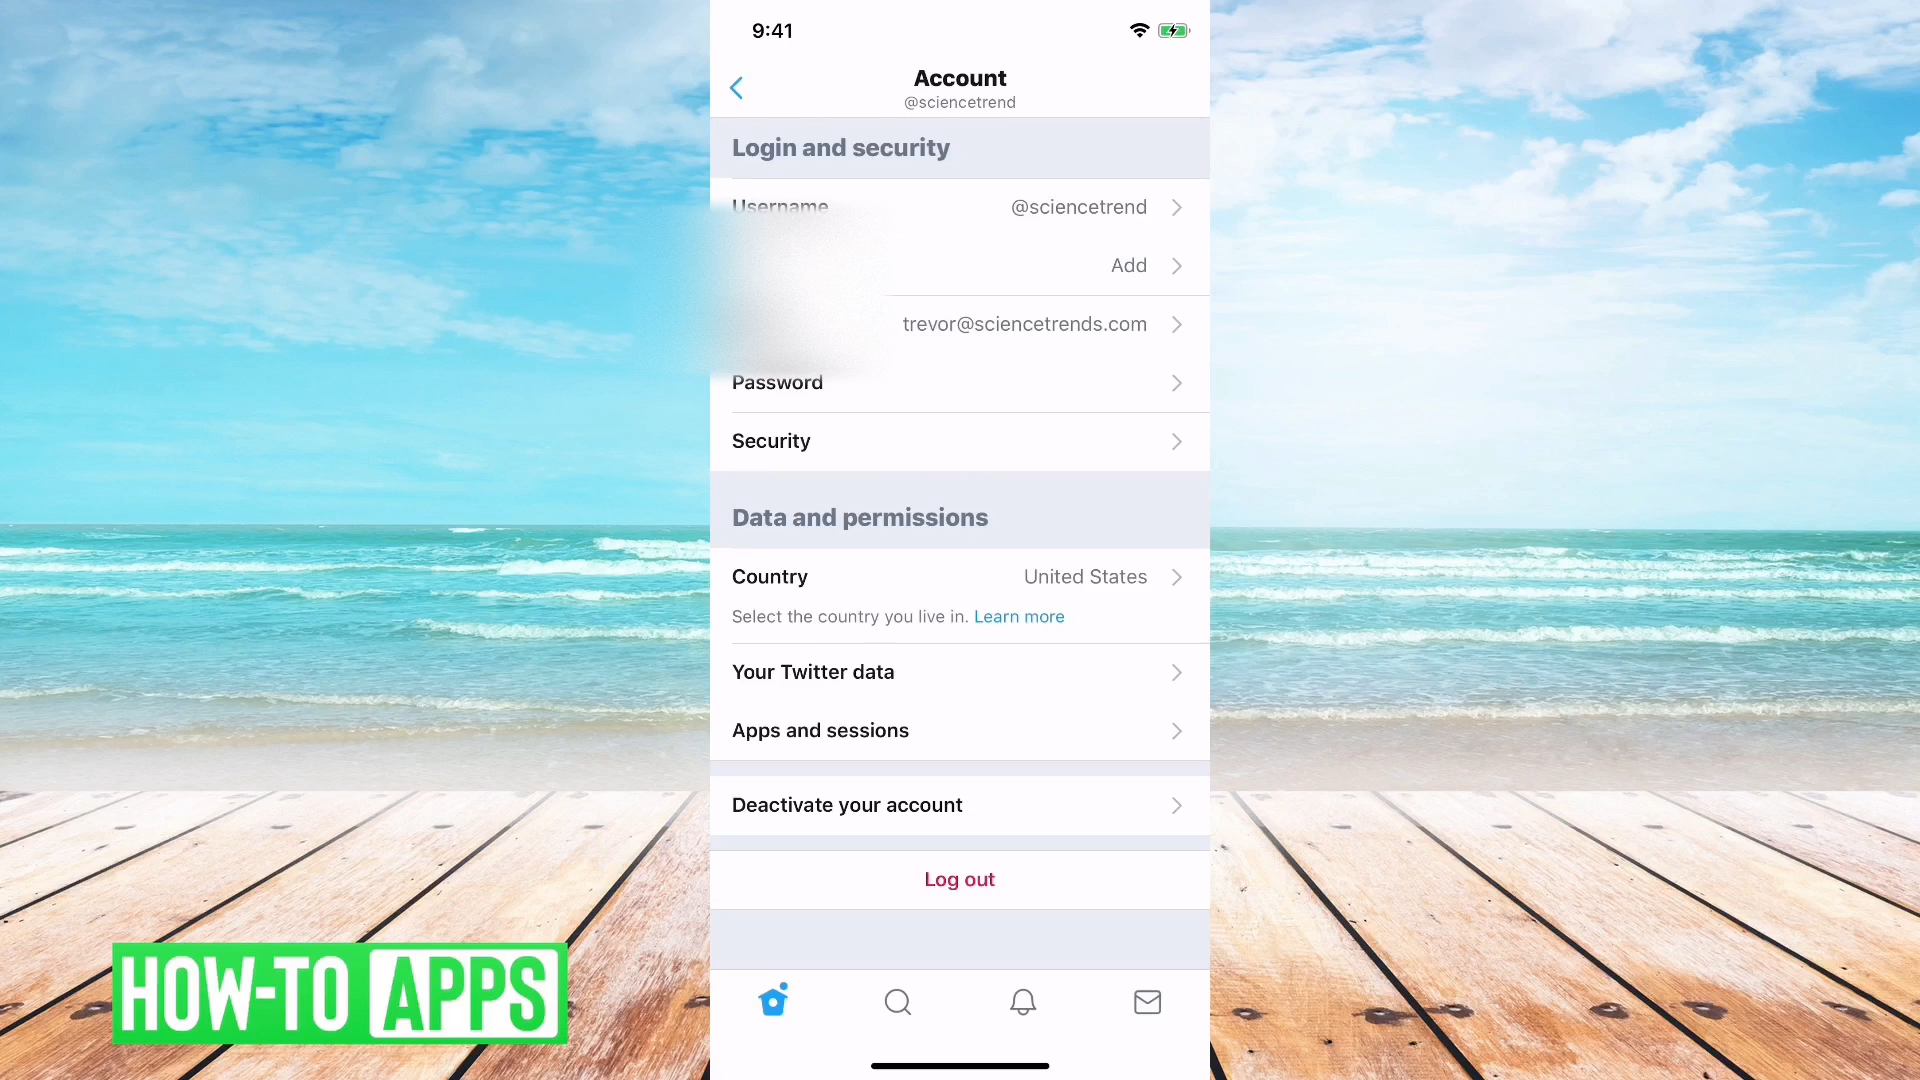 9:41
Account
@sciencetrend
Login and security
Username @sciencetrend
Add
trevor@sciencetrends.com
Password
Security
Data and permissions
Country United States
Select the country you live in. Learn more
Your Twitter data
Apps and sessions
Deactivate your account
Log out
HOW-TO APPS